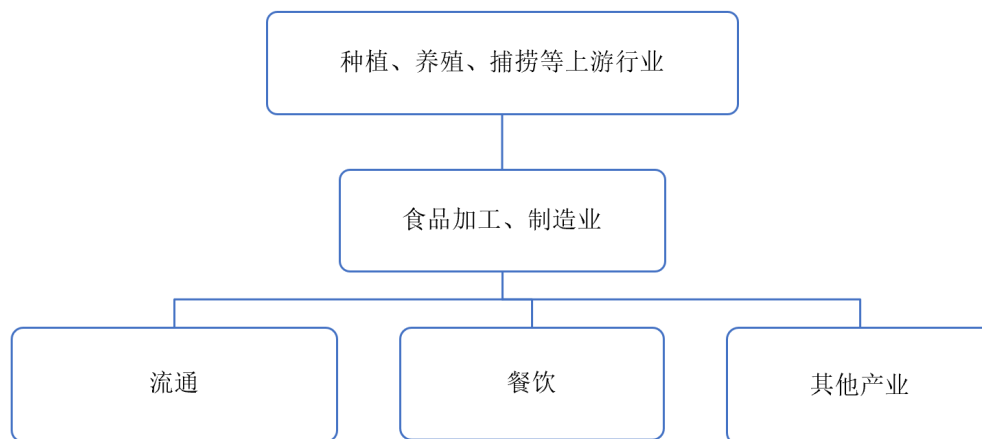 种植、养殖、捕捞等上游行业
食品加工、制造业
流通
餐饮
其他产业